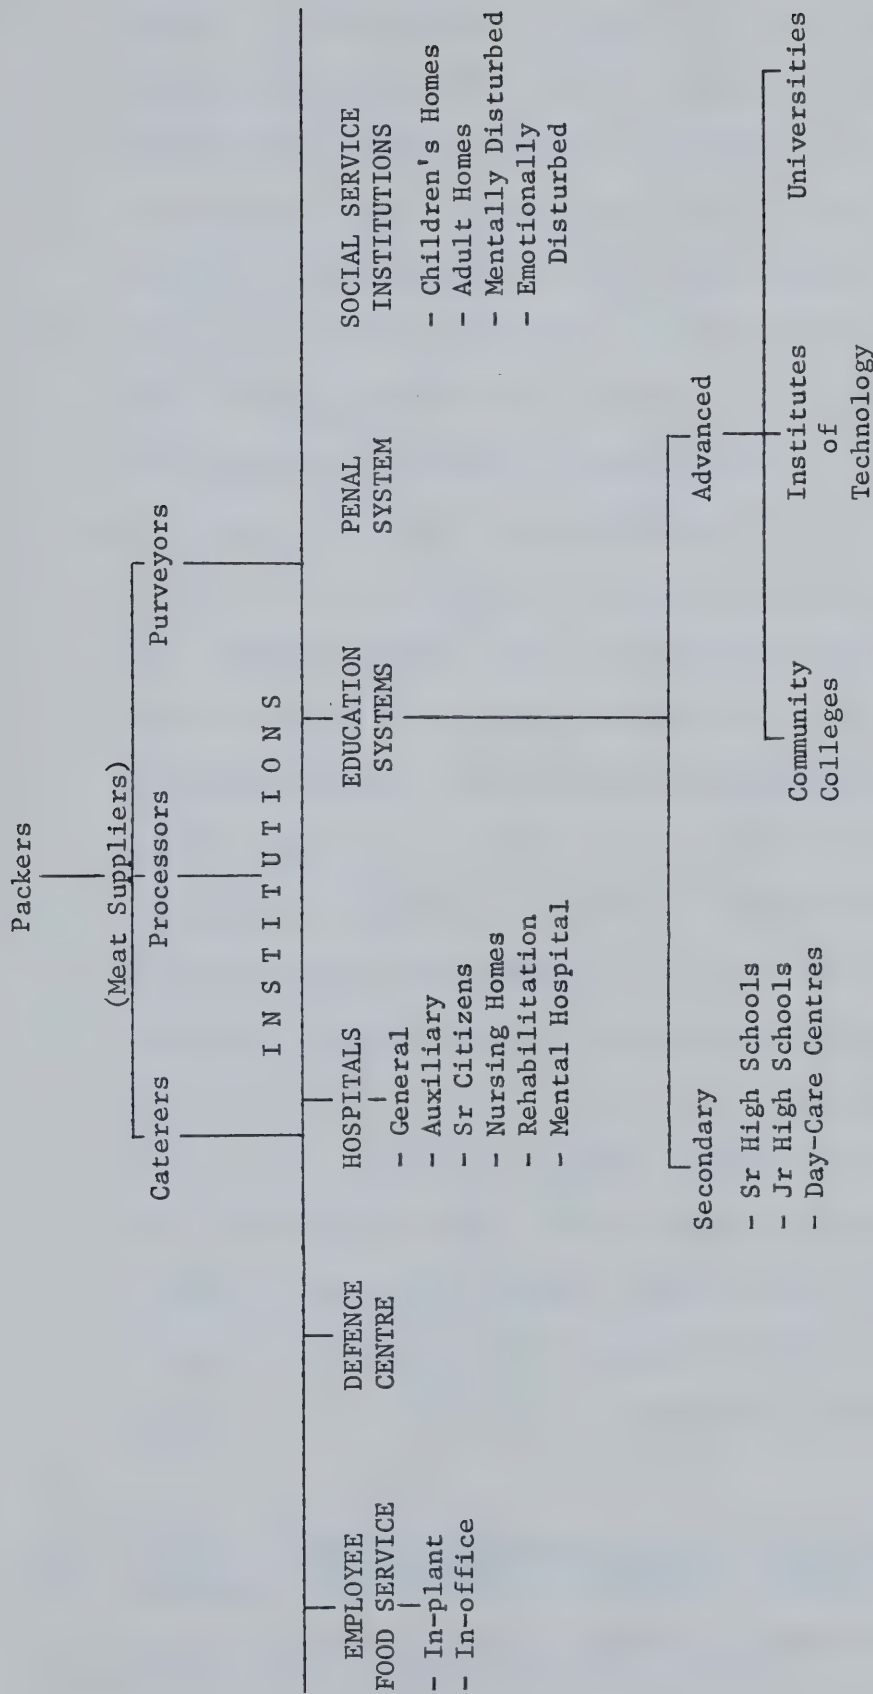 Packers
(Meat Suppliers)
Caterers Processors Purveyors
I N S T I T U T I O N S
EMPLOYEE
FOOD SERVICE
- In-plant
- In-office
DEFENCE
CENTRE
HOSPITALS
- General
- Auxiliary
- Sr Citizens
- Nursing Homes
- Rehabilitation
- Mental Hospital
EDUCATION
SYSTEMS
PENAL
SYSTEM
SOCIAL SERVICE
INSTITUTIONS
- Children's Homes
- Adult Homes
- Mentally Disturbed
- Emotionally
Disturbed
Secondary
- Sr High Schools
- Jr High Schools
- Day-Care Centres
Advanced
Community
Colleges
Institutes
of
Technology
Universities